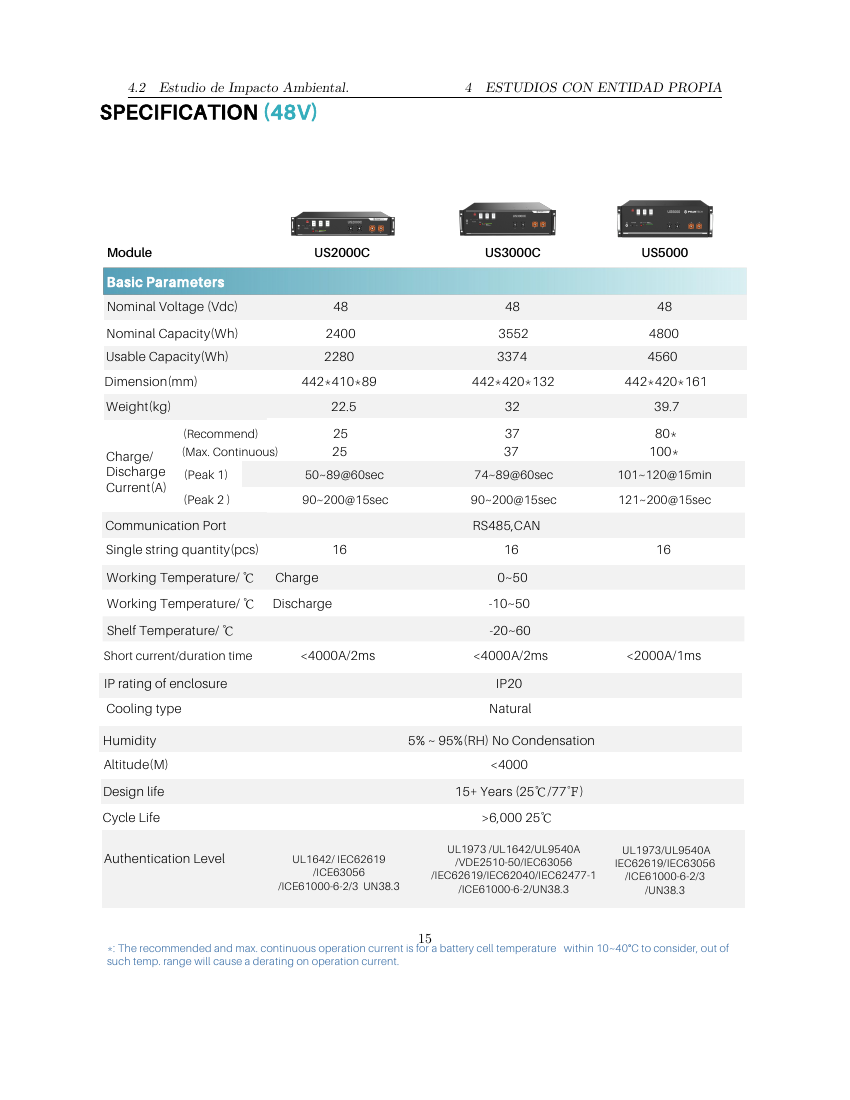 4.2 Estudio de Impacto Ambiental. 4 ESTUDIOS CON ENTIDAD PROPIA
SPECIFICATION (48V)
Module US2000C US3000C US5000
Basic Parameters
Nominal Voltage (Vdc) 48 48 48
Nominal Capacity(Wh) 2400 3552 4800
Usable Capacity(Wh) 2280 3374 4560
Dimension(mm) 442*410*89 442*420*132 442*420*161
Weight(kg) 22.5 32 39.7
Charge/
Discharge
Current(A)
(Recommend) 25 37 80*
(Max. Continuous) 25 37 100*
(Peak 1) 50~89@60sec 74~89@60sec 101~120@15min
(Peak 2 ) 90~200@15sec 90~200@15sec 121~200@15sec
Communication Port RS485,CAN
Single string quantity(pcs) 16 16 16
Working Temperature/ ℃ Charge 0~50
Working Temperature/ ℃ Discharge -10~50
Shelf Temperature/ ℃ -20~60
Short current/duration time <4000A/2ms <4000A/2ms <2000A/1ms
IP rating of enclosure IP20
Cooling type Natural
Humidity 5% ~ 95%(RH) No Condensation
Altitude(M) <4000
Design life 15+ Years (25℃/77℉)
Cycle Life >6,000 25℃
Authentication Level
UL1642/ IEC62619
/ICE63056
/ICE61000-6-2/3 UN38.3
UL1973 /UL1642/UL9540A
/VDE2510-50/IEC63056
/IEC62619/IEC62040/IEC62477-1
/ICE61000-6-2/UN38.3
UL1973/UL9540A
IEC62619/IEC63056
/ICE61000-6-2/3
/UN38.3
15
*: The recommended and max. continuous operation current is for a battery cell temperature within 10~40℃ to consider, out of
such temp. range will cause a derating on operation current.